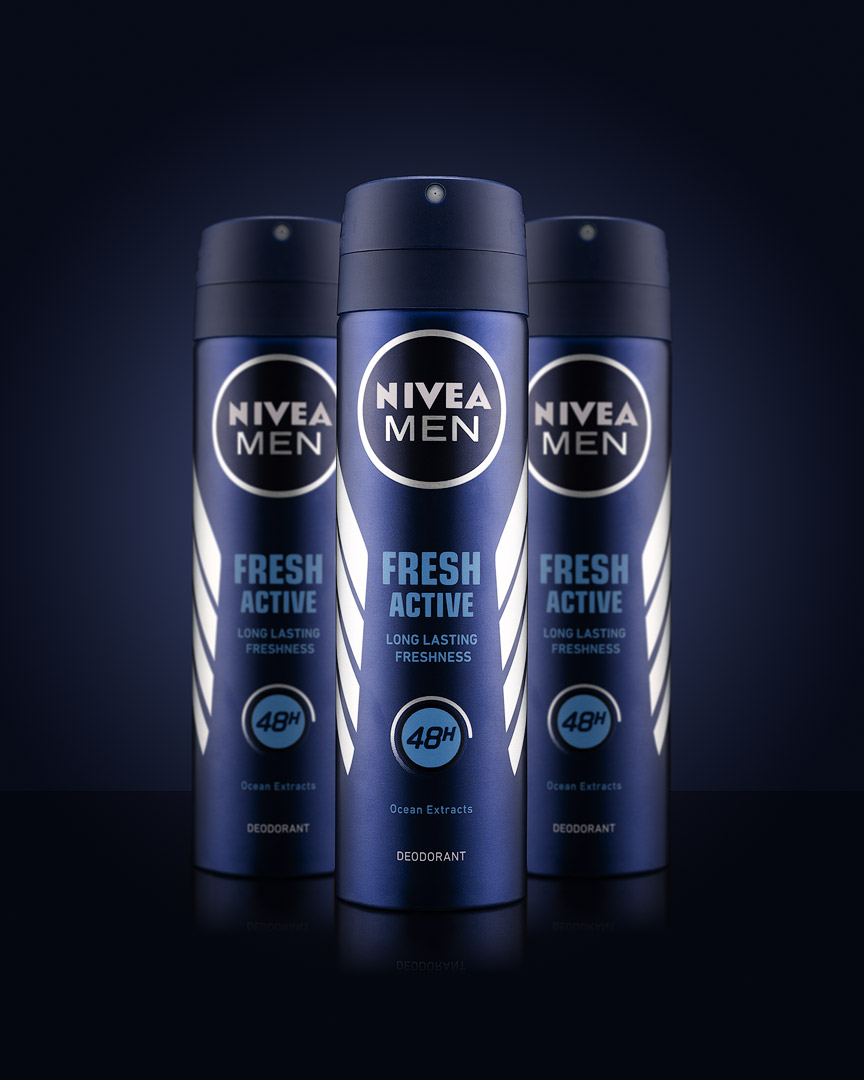 NIVEA
MEN
FRESH
ACTIVE
LONG LASTING
FRESHNESS
48H
Ocean Extracts
DEODORANT
NIVEA
MEN
FRESH
ACTIVE
LONG LASTING
FRESHNESS
48H
Ocean Extracts
DEODORANT
NIVEA
MEN
FRESH
ACTIVE
LONG LASTING
FRESHNESS
48H
Ocean Extracts
DEODORANT